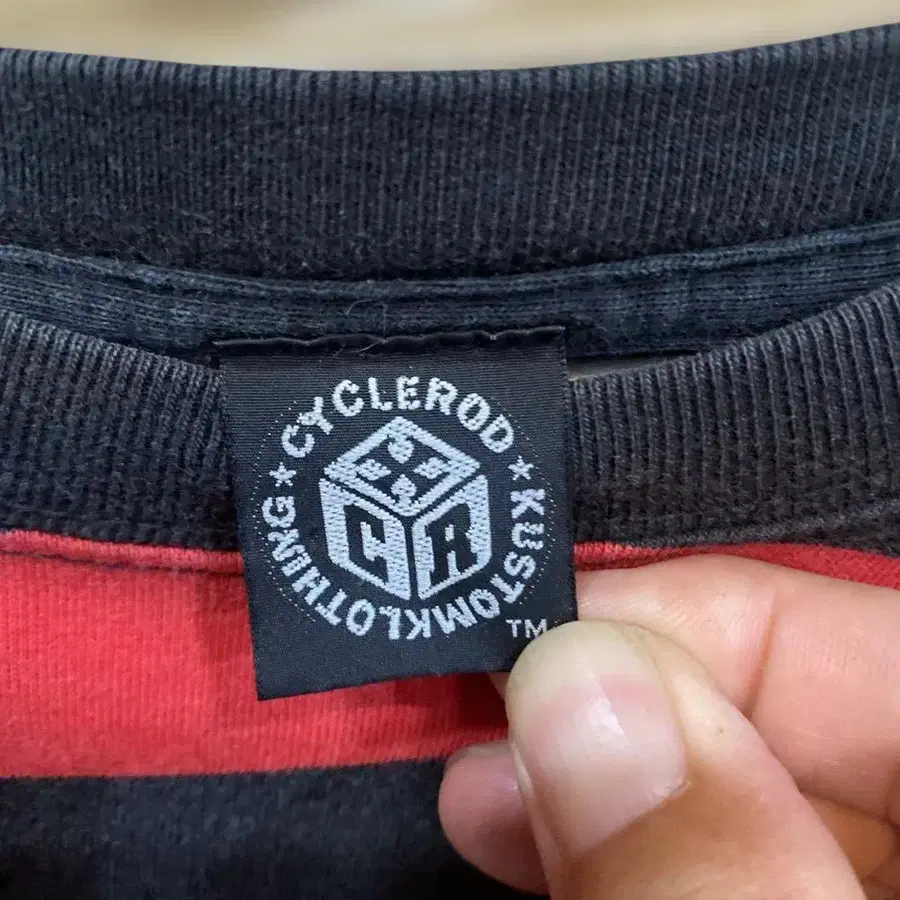 ★CYCLEROD★
KUSTOMKLOTHING
CR
TM